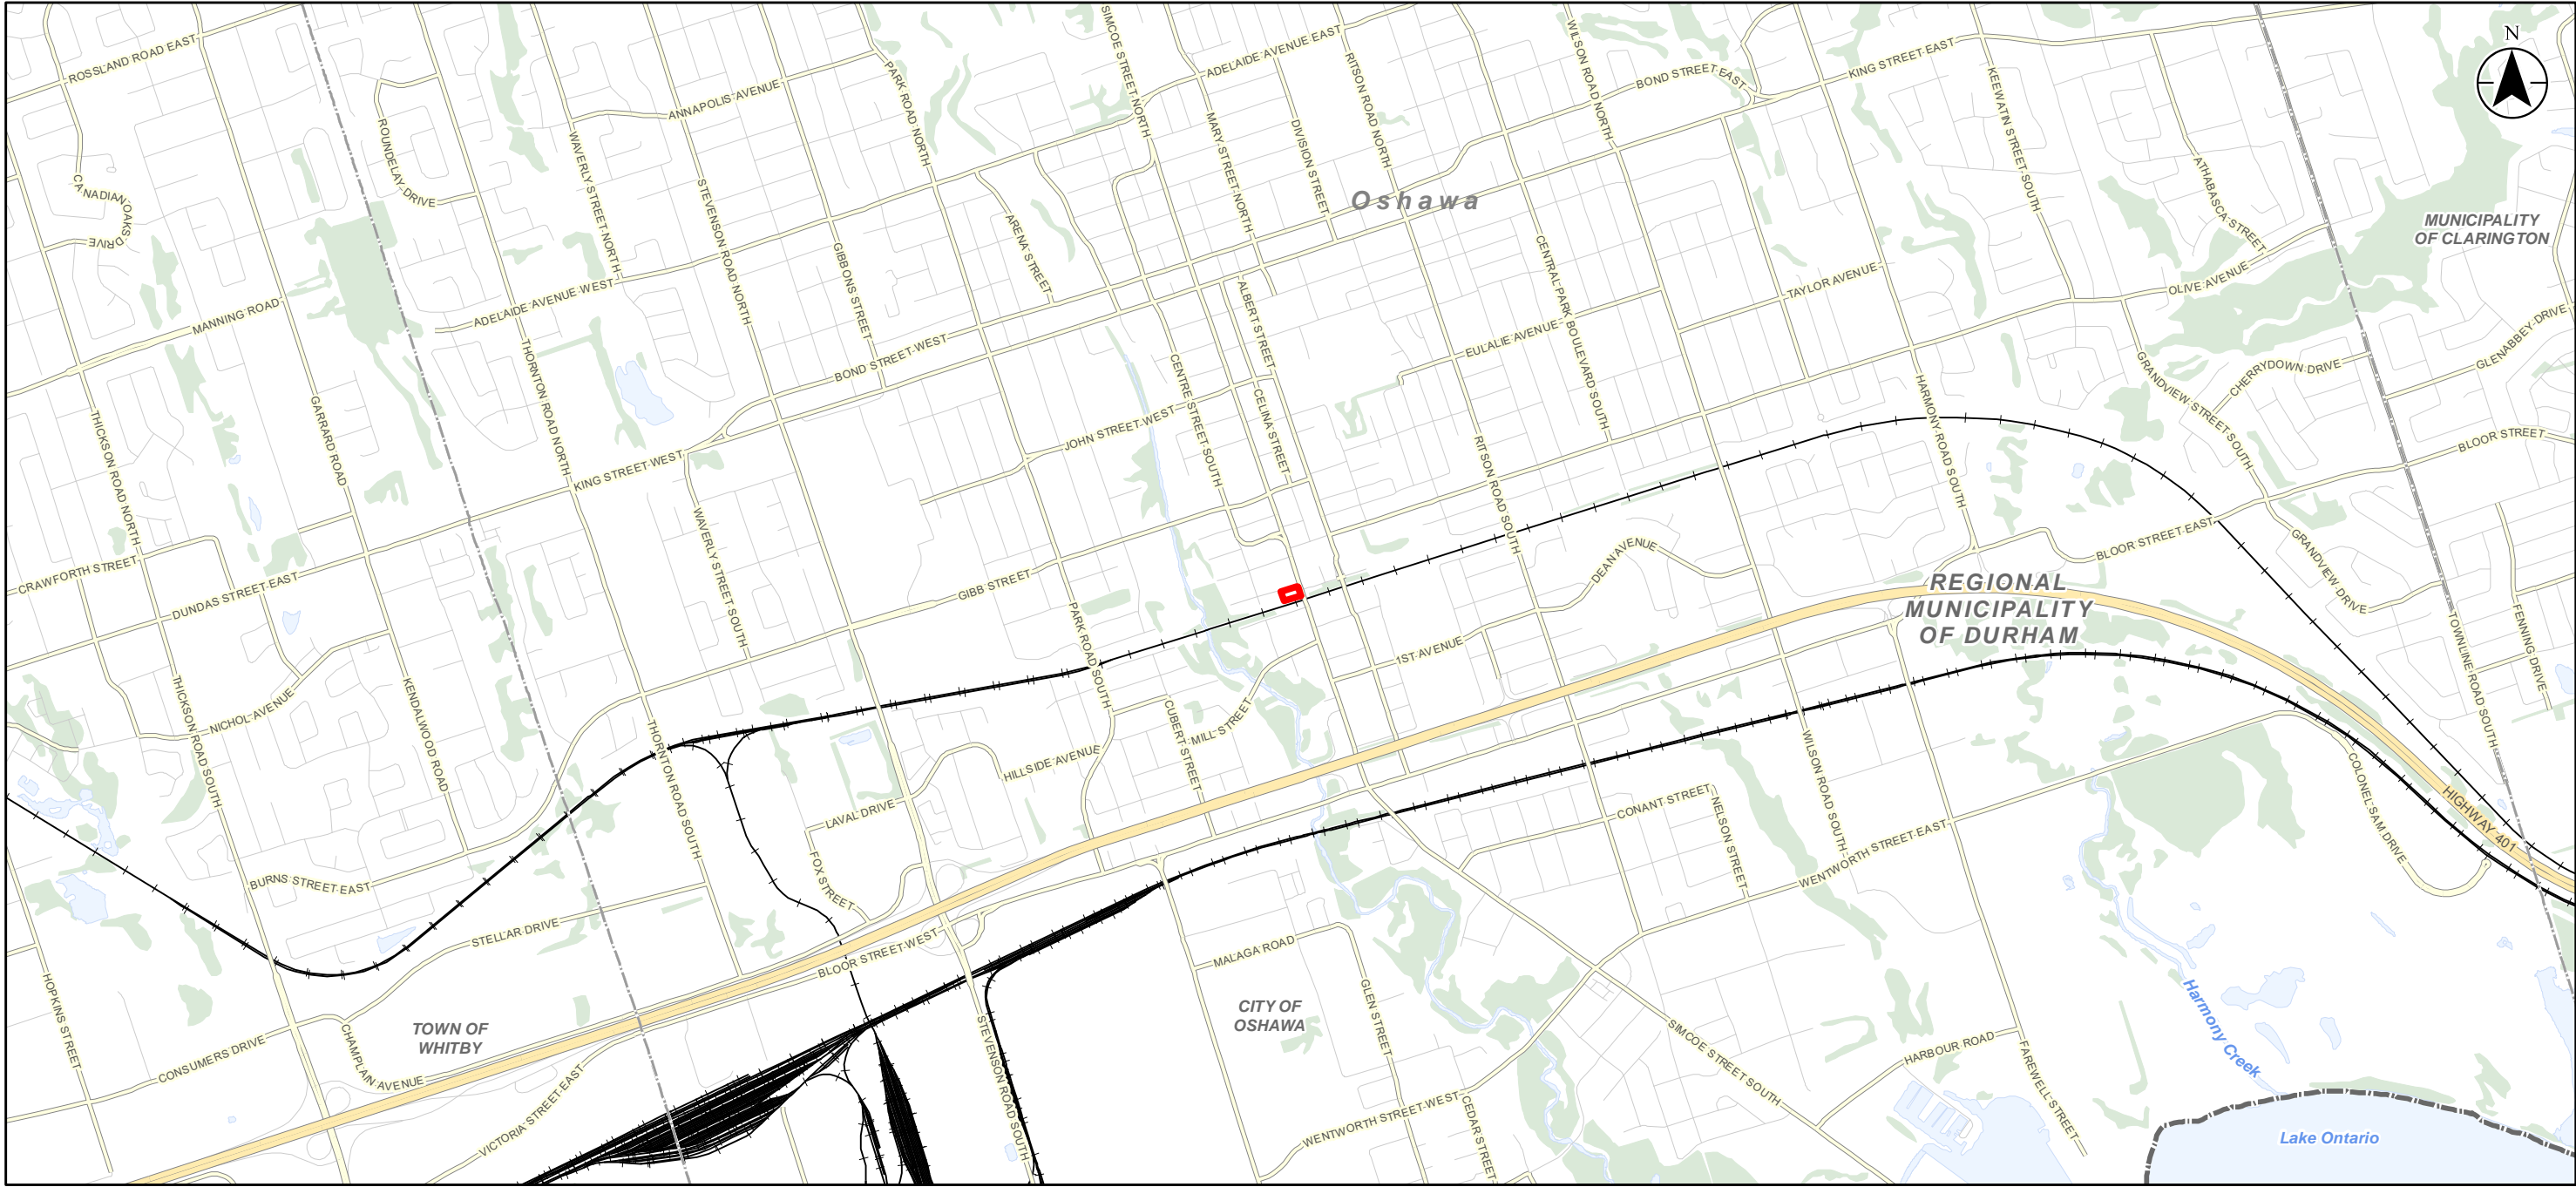 N
ROSSLAND ROAD EAST
ANNAPOLIS AVENUE
PARK ROAD NORTH
SIMCOE STREET NORTH
ADELAIDE AVENUE EAST
RITSON ROAD NORTH
WILSON ROAD NORTH
BOND STREET EAST
KING STREET EAST
KEEWATIN STREET SOUTH
ROUNDELAY DRIVE
WAVERLY STREET NORTH
STEVENSON ROAD NORTH
MARY STREET NORTH
DIVISION STREET
ATHABASCA STREET
CANADIAN OAKS
DRIVE
Oshawa
MUNICIPALITY
OF CLARINGTON
GIBBONS STREET
ARENA STREET
MANNING ROAD
ADELAIDE AVENUE WEST
ALBERT STREET
CENTRAL PARK BOULEVARD SOUTH
TAYLOR AVENUE
OLIVE AVENUE
GLENABBEY DRIVE
THORNTON ROAD NORTH
BOND STREET WEST
CENTRE STREET SOUTH
EULALIE AVENUE
CHERRYDOWN DRIVE
GRANDVIEW STREET SOUTH
THICKSON ROAD NORTH
GARRARD ROAD
KING STREET WEST
JOHN STREET WEST
CELINA STREET
RITSON ROAD SOUTH
HARMONY ROAD SOUTH
BLOOR STREET
WAVERLY STREET SOUTH
CRAWFORTH STREET
DUNDAS STREET EAST
GIBB STREET
DEAN AVENUE
BLOOR STREET EAST
GRANDVIEW DRIVE
REGIONAL
MUNICIPALITY
OF DURHAM
FENNING DRIVE
TOWNLINE ROAD SOUTH
PARK ROAD SOUTH
1ST AVENUE
NICHOL AVENUE
KENDALWOOD ROAD
THICKSON ROAD SOUTH
THORNTON ROAD SOUTH
HILLSIDE AVENUE
CUBERT STREET
MILL STREET
WILSON ROAD SOUTH
LAVAL DRIVE
CONANT STREET
NELSON STREET
COLONEL SAM DRIVE
HIGHWAY 401
BURNS STREET EAST
FOX STREET
WENTWORTH STREET EAST
STELLAR DRIVE
BLOOR STREET WEST
MALAGA ROAD
GLEN STREET
HOPKINS STREET
CITY OF
OSHAWA
TOWN OF
WHITBY
CHAMPLAIN AVENUE
CONSUMERS DRIVE
VICTORIA STREET EAST
STEVENSON ROAD SOUTH
SIMCOE STREET SOUTH
HARBOUR ROAD
FAREWELL STREET
Harmony Creek
WENTWORTH STREET WEST
CEDAR STREET
Lake Ontario